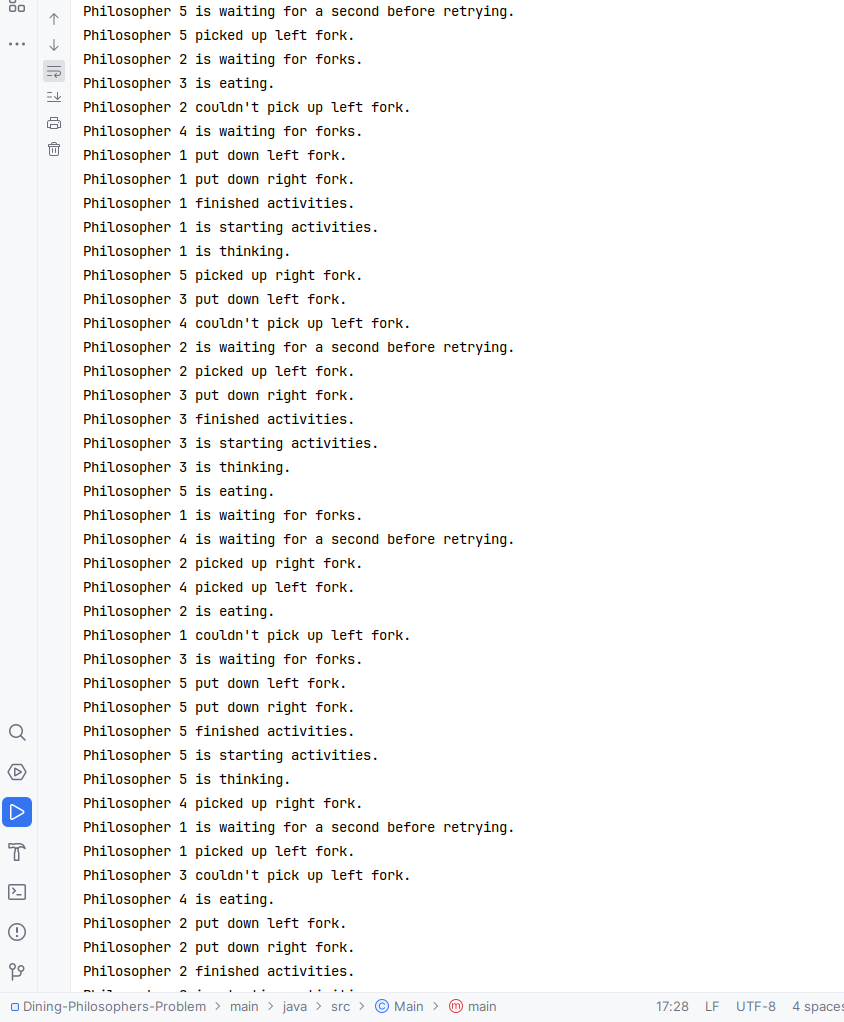 Philosopher 5 is waiting for a second before retrying.
Philosopher 5 picked up left fork.
Philosopher 2 is waiting for forks.
Philosopher 3 is eating.
Philosopher 2 couldn't pick up left fork.
Philosopher 4 is waiting for forks.
Philosopher 1 put down left fork.
Philosopher 1 put down right fork.
Philosopher 1 finished activities.
Philosopher 1 is starting activities.
Philosopher 1 is thinking.
Philosopher 5 picked up right fork.
Philosopher 3 put down left fork.
Philosopher 4 couldn't pick up left fork.
Philosopher 2 is waiting for a second before retrying.
Philosopher 2 picked up left fork.
Philosopher 3 put down right fork.
Philosopher 3 finished activities.
Philosopher 3 is starting activities.
Philosopher 3 is thinking.
Philosopher 5 is eating.
Philosopher 1 is waiting for forks.
Philosopher 4 is waiting for a second before retrying.
Philosopher 2 picked up right fork.
Philosopher 4 picked up left fork.
Philosopher 2 is eating.
Philosopher 1 couldn't pick up left fork.
Philosopher 3 is waiting for forks.
Philosopher 5 put down left fork.
Philosopher 5 put down right fork.
Philosopher 5 finished activities.
Philosopher 5 is starting activities.
Philosopher 5 is thinking.
Philosopher 4 picked up right fork.
Philosopher 1 is waiting for a second before retrying.
Philosopher 1 picked up left fork.
Philosopher 3 couldn't pick up left fork.
Philosopher 4 is eating.
Philosopher 2 put down left fork.
Philosopher 2 put down right fork.
Philosopher 2 finished activities.
Dining-Philosophers-Problem > main > java > src > Main > main 17:28 LF UTF-8 4 spaces